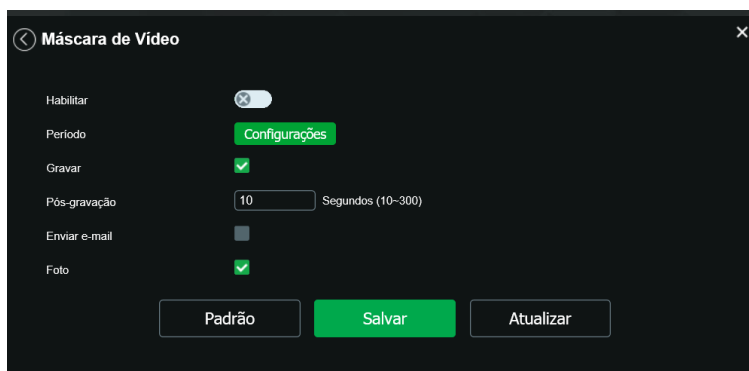 Máscara de Vídeo
Habilitar
Período Configurações
Gravar
Pós-gravação 10 Segundos (10~300)
Enviar e-mail
Foto
Padrão Salvar Atualizar